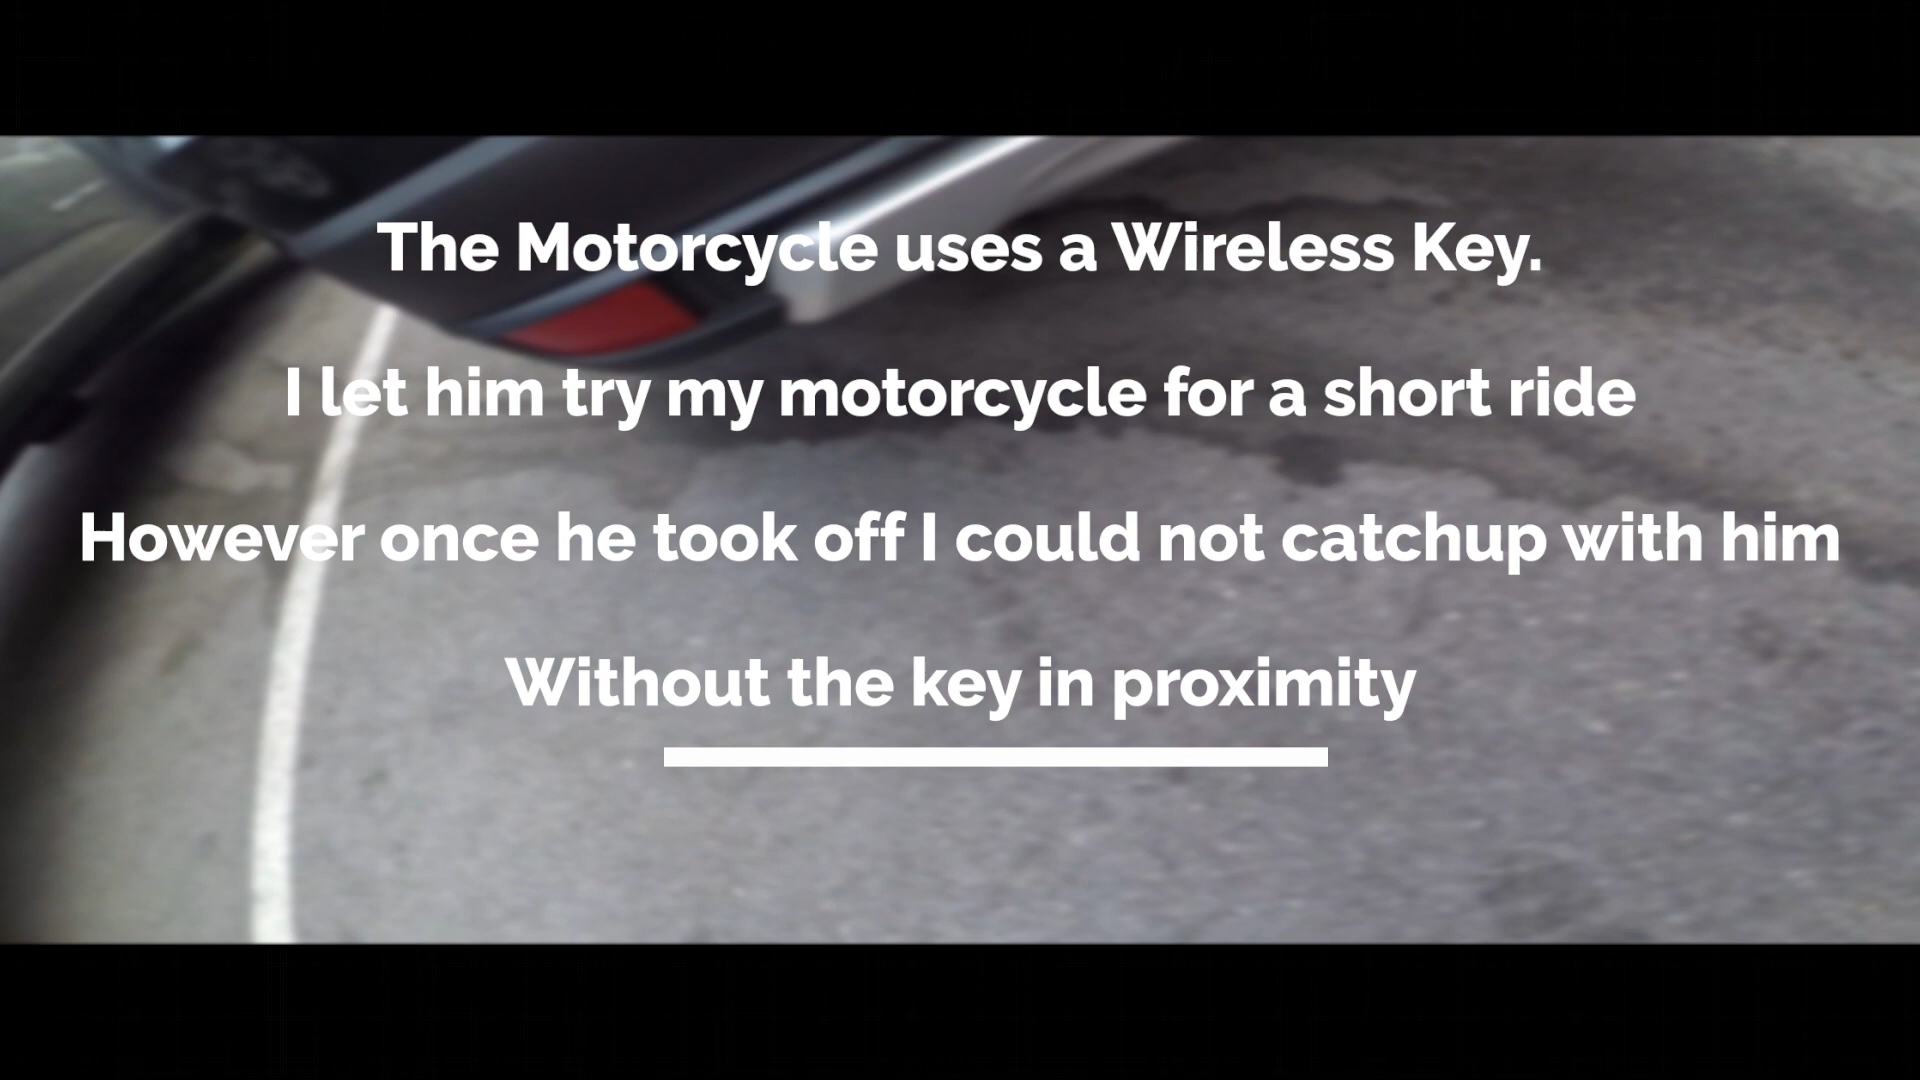 The Motorcycle uses a Wireless Key.
I let him try my motorcycle for a short ride
However once he took off I could not catchup with him
Without the key in proximity